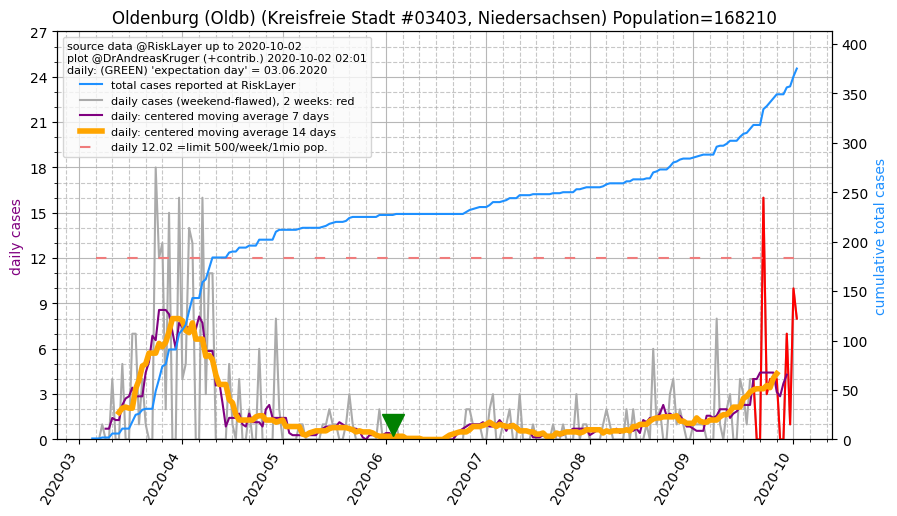 Oldenburg (Oldb) (Kreisfreie Stadt #03403, Niedersachsen) Population=168210
source data @RiskLayer up to 2020-10-02
plot @DrAndreasKruger (+contrib.) 2020-10-02 02:01
daily: (GREEN) 'expectation day' = 03.06.2020
total cases reported at RiskLayer
daily cases (weekend-flawed), 2 weeks: red
daily: centered moving average 7 days
daily: centered moving average 14 days
daily 12.02 =limit 500/week/1mio pop.
daily cases
27
24
21
18
15
12
9
6
3
0
cumulative total cases
400
350
300
250
200
150
100
50
0
2020-03
2020-04
2020-05
2020-06
2020-07
2020-08
2020-09
2020-10